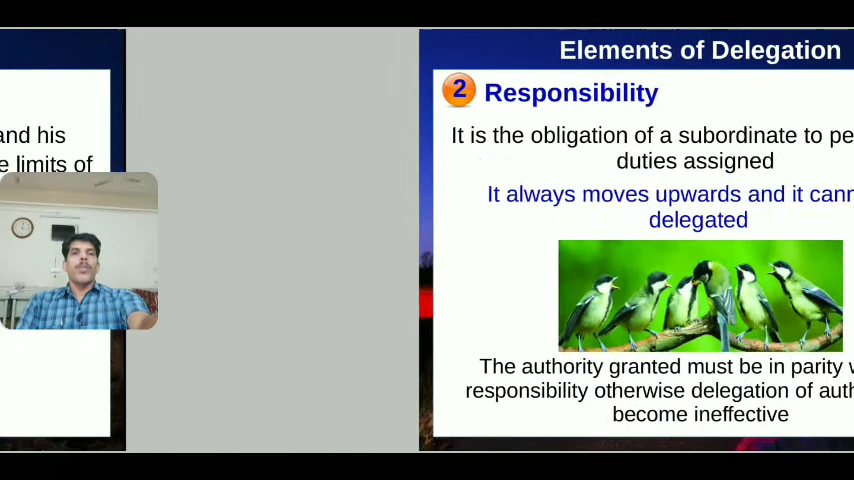 and his
e limits of
Elements of Delegation
2 Responsibility
It is the obligation of a subordinate to pe
duties assigned
It always moves upwards and it cann
delegated
The authority granted must be in parity w
responsibility otherwise delegation of auth
become ineffective